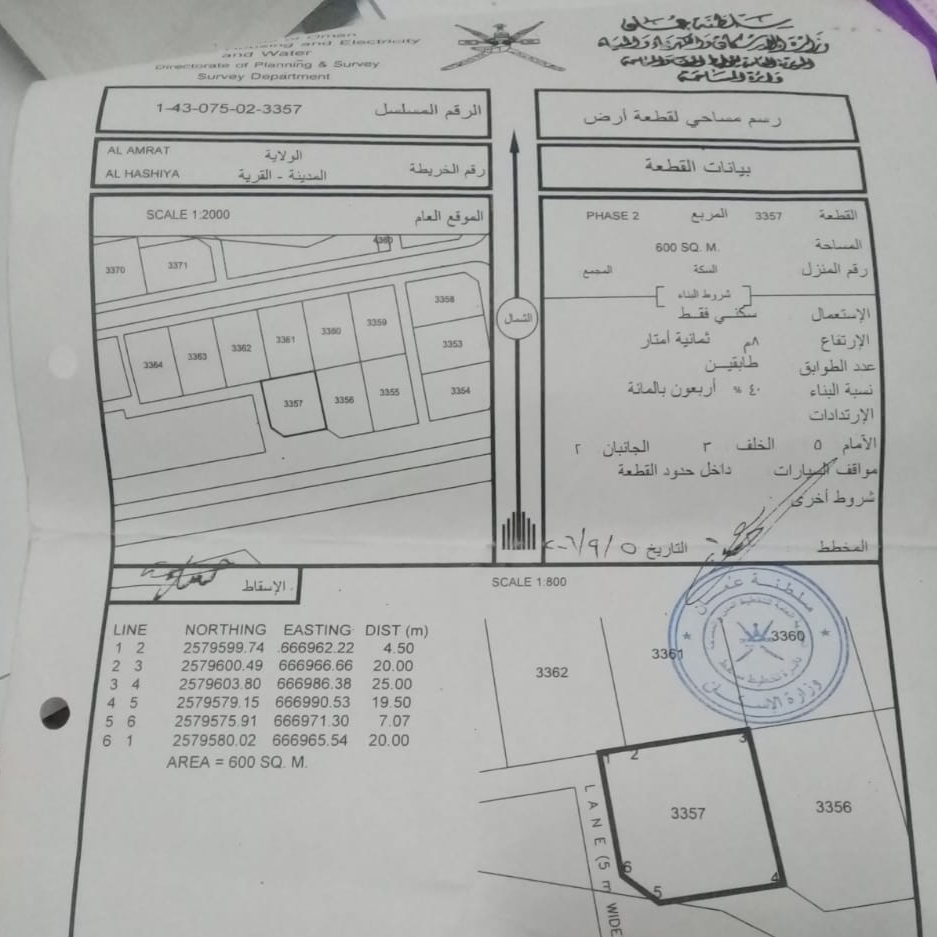 of Oman
Housing and Electricity
and Water
Directorate of Planning & Survey
Survey Department
سلطنة عمان
وزارة الإسكان والكهرباء والمياه
دائرة المساحة
1-43-075-02-3357 الرقم المسلسل
رسم مساحي لقطعة أرض
AL AMRAT الولاية
AL HASHIYA المدينة - القرية رقم الخريطة
بيانات القطعة
SCALE 1:2000 الموقع العام
4360
3370
3371
3364
3363
3362
3361
3360
3359
3358
3353
3354
3357
3356
3355
الشمال
القطعة 3357 المربع PHASE 2
المساحة 600 SQ. M.
رقم المنزل السكة المجمع
شروط البناء
الإستعمال سكني فقط
الإرتفاع ٨م ثمانية أمتار
عدد الطوابق طابقين
نسبة البناء ٤٠ % أربعون بالمائة
الإرتدادات
الأمام ٥ الخلف ٣ الجانبان ٢
مواقف السيارات داخل حدود القطعة
شروط أخرى
المخطط التاريخ ٢٠٠٦/٩/٥
الإسقاط
SCALE 1:800
LINE NORTHING EASTING DIST (m)
1 2 2579599.74 666962.22 4.50
2 3 2579600.49 666966.66 20.00
3 4 2579603.80 666986.38 25.00
4 5 2579579.15 666990.53 19.50
5 6 2579575.91 666971.30 7.07
6 1 2579580.02 666965.54 20.00
AREA = 600 SQ. M.
سلطنة عمان
وزارة الإسكان
3362
3361
3360
1
2
3
3357
3356
4
5
6
LANE (5 m WIDE